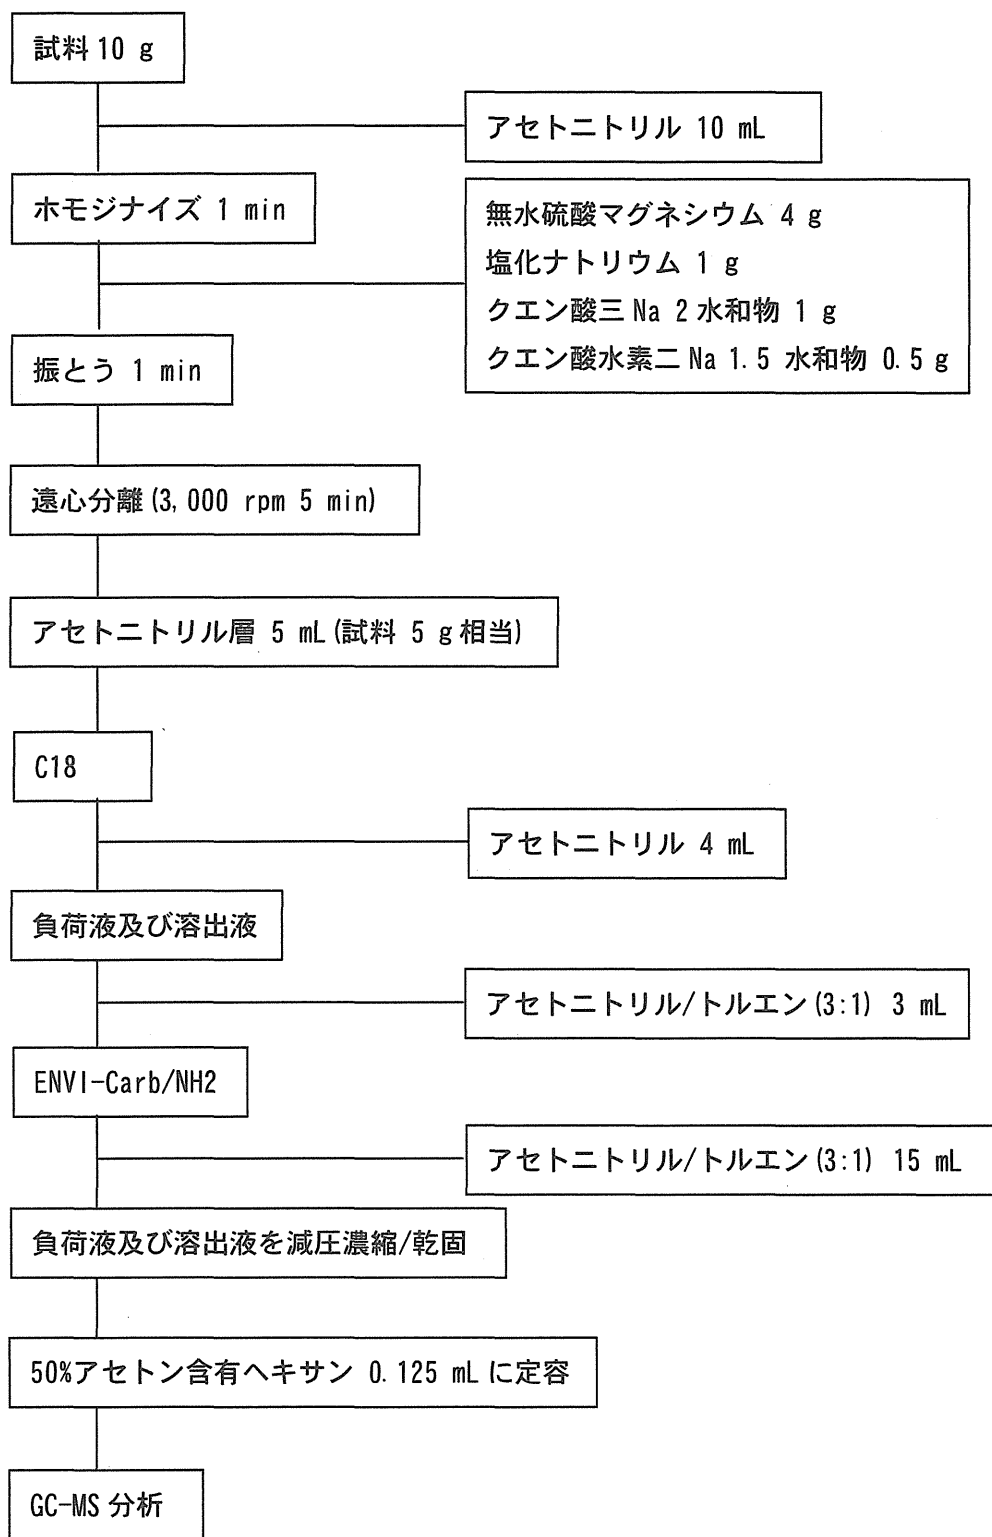 試料 10 g
アセトニトリル 10 mL
ホモジナイズ 1 min
無水硫酸マグネシウム 4 g
塩化ナトリウム 1 g
クエン酸三 Na 2 水和物 1 g
クエン酸水素二 Na 1.5 水和物 0.5 g
振とう 1 min
遠心分離(3,000 rpm 5 min)
アセトニトリル層 5 mL(試料 5 g 相当)
C18
アセトニトリル 4 mL
負荷液及び溶出液
アセトニトリル/トルエン(3:1) 3 mL
ENVI-Carb/NH2
アセトニトリル/トルエン(3:1) 15 mL
負荷液及び溶出液を減圧濃縮/乾固
50%アセトン含有ヘキサン 0.125 mL に定容
GC-MS 分析